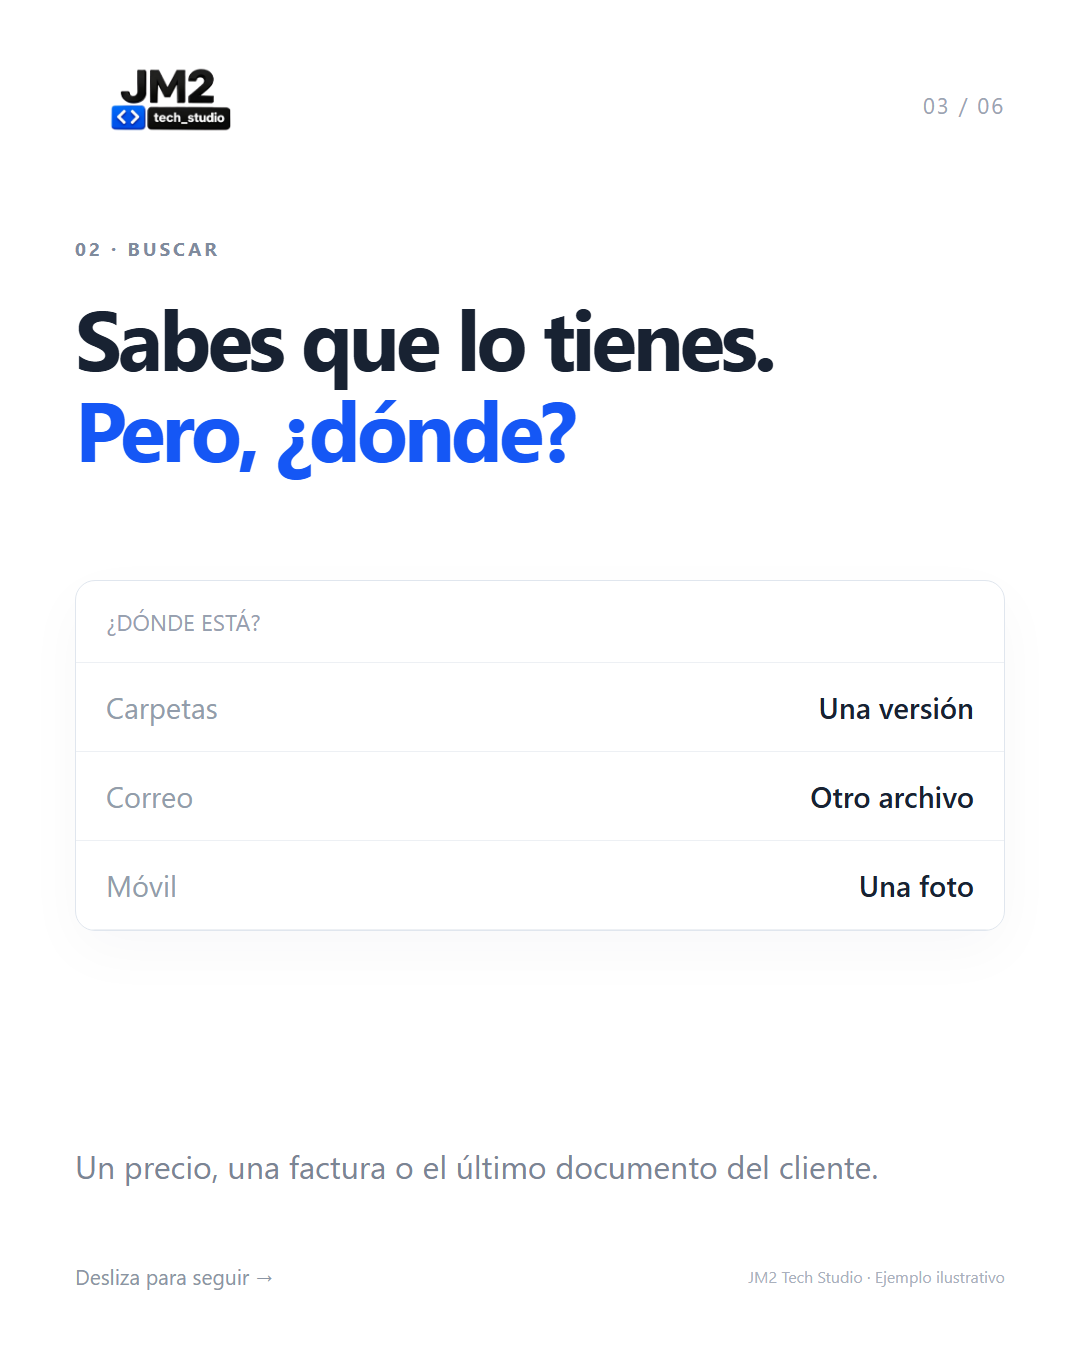 JM2
<> tech_studio
03 / 06
02 · BUSCAR
Sabes que lo tienes.
Pero, ¿dónde?
¿DÓNDE ESTÁ?
Carpetas Una versión
Correo Otro archivo
Móvil Una foto
Un precio, una factura o el último documento del cliente.
Desliza para seguir →
JM2 Tech Studio · Ejemplo ilustrativo